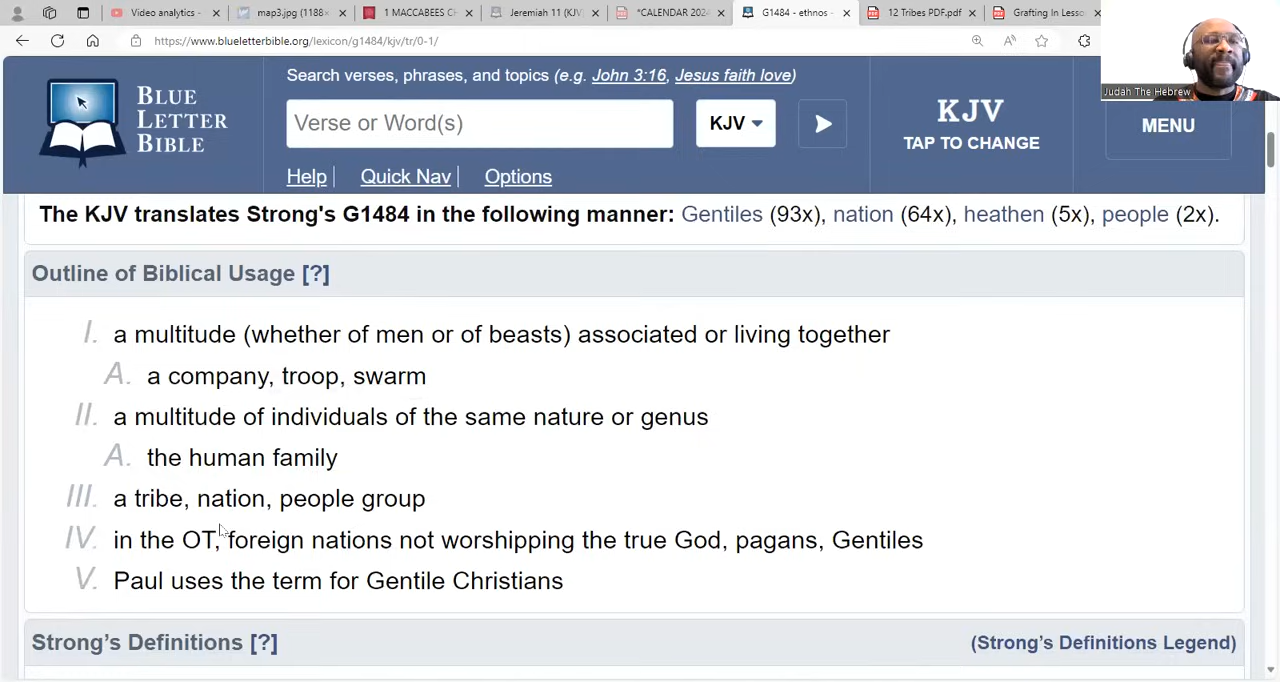 Video analytics -
map3.jpg (1188×
1 MACCABEES CH
Jeremiah 11 (KJV)
*CALENDAR 2024
G1484 - ethnos -
12 Tribes PDF.pdf
Grafting In Lesso
https://www.blueletterbible.org/lexicon/g1484/kjv/tr/0-1/
Judah The Hebrew
BLUE
LETTER
BIBLE
Search verses, phrases, and topics (e.g. John 3:16, Jesus faith love)
Verse or Word(s)
KJV
KJV
TAP TO CHANGE
MENU
Help | Quick Nav | Options
The KJV translates Strong's G1484 in the following manner: Gentiles (93x), nation (64x), heathen (5x), people (2x).
Outline of Biblical Usage [?]
I. a multitude (whether of men or of beasts) associated or living together
A. a company, troop, swarm
II. a multitude of individuals of the same nature or genus
A. the human family
III. a tribe, nation, people group
IV. in the OT, foreign nations not worshipping the true God, pagans, Gentiles
V. Paul uses the term for Gentile Christians
Strong's Definitions [?]
(Strong's Definitions Legend)